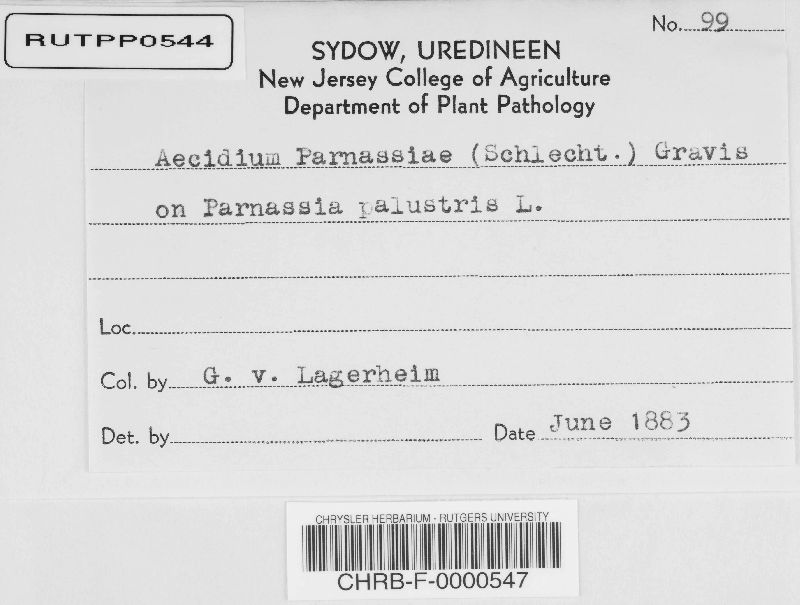 RUTPP0544
No. 99
SYDOW, UREDINEEN
New Jersey College of Agriculture
Department of Plant Pathology
Aecidium Parnassiae (Schlecht.) Gravis
on Parnassia palustris L.
Loc.
Col. by G. v. Lagerheim
Det. by Date June 1883
CHRYSLER HERBARIUM - RUTGERS UNIVERSITY
CHRB-F-0000547